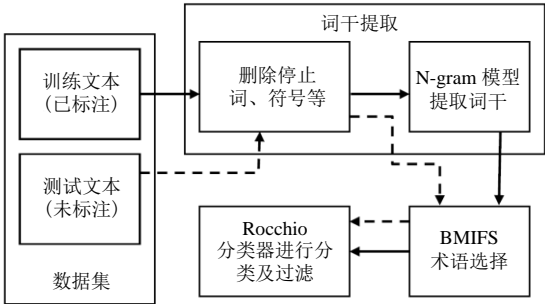 词干提取
训练文本
(已标注)
删除停止
词、符号等
N-gram 模型
提取词干
测试文本
(未标注)
数据集
Rocchio
分类器进行分
类及过滤
BMIFS
术语选择